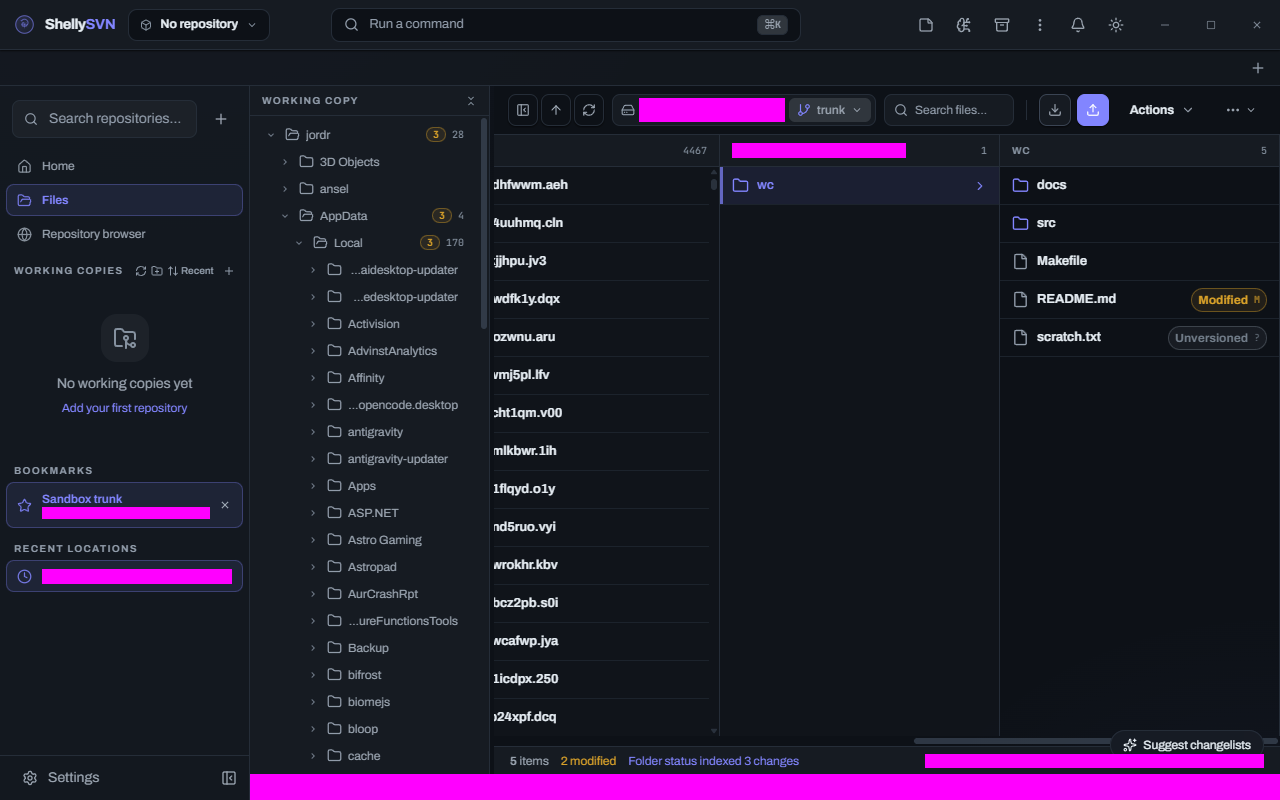 ShellySVN
No repository
Run a command
⌘K
Search repositories...
Home
Files
Repository browser
WORKING COPIES
Recent
No working copies yet
Add your first repository
BOOKMARKS
Sandbox trunk
RECENT LOCATIONS
Settings
WORKING COPY
jordr 3 28
3D Objects
ansel
AppData 3 4
Local 3 170
...aidesktop-updater
...edesktop-updater
Activision
AdvinstAnalytics
Affinity
...opencode.desktop
antigravity
antigravity-updater
Apps
ASP.NET
Astro Gaming
Astropad
AurCrashRpt
...ureFunctionsTools
Backup
bifrost
biomejs
bloop
cache
trunk
Search files...
Actions
4467
dhfwwm.aeh
4uuhmq.cln
jjhpu.jv3
wdfk1y.dqx
ozwnu.aru
vmj5pl.lfv
cht1qm.v00
mlkbwr.1ih
1flqyd.o1y
nd5ruo.vyi
wrokhr.kbv
bcz2pb.s0i
wcafwp.jya
1icdpx.250
o24xpf.dcq
1
wc
WC 5
docs
src
Makefile
README.md Modified M
scratch.txt Unversioned ?
Suggest changelists
5 items 2 modified Folder status indexed 3 changes